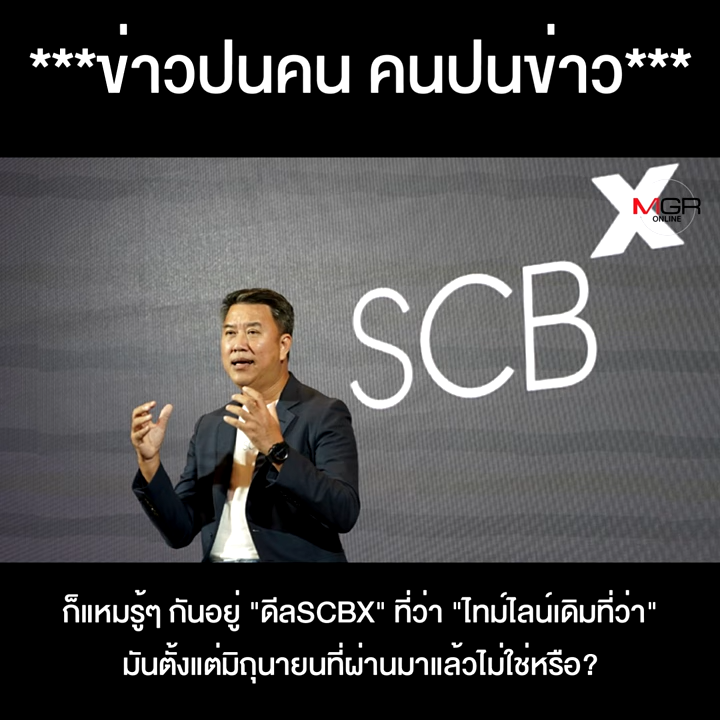 ***ข่าวปนคน คนปนข่าว***
X
MGR
ONLINE
SCB
ก็แหมรู้ๆ กันอยู่ "ดีลSCBX" ที่ว่า "ไทม์ไลน์เดิมที่ว่า"
มันตั้งแต่มิถุนายนที่ผ่านมาแล้วไม่ใช่หรือ?